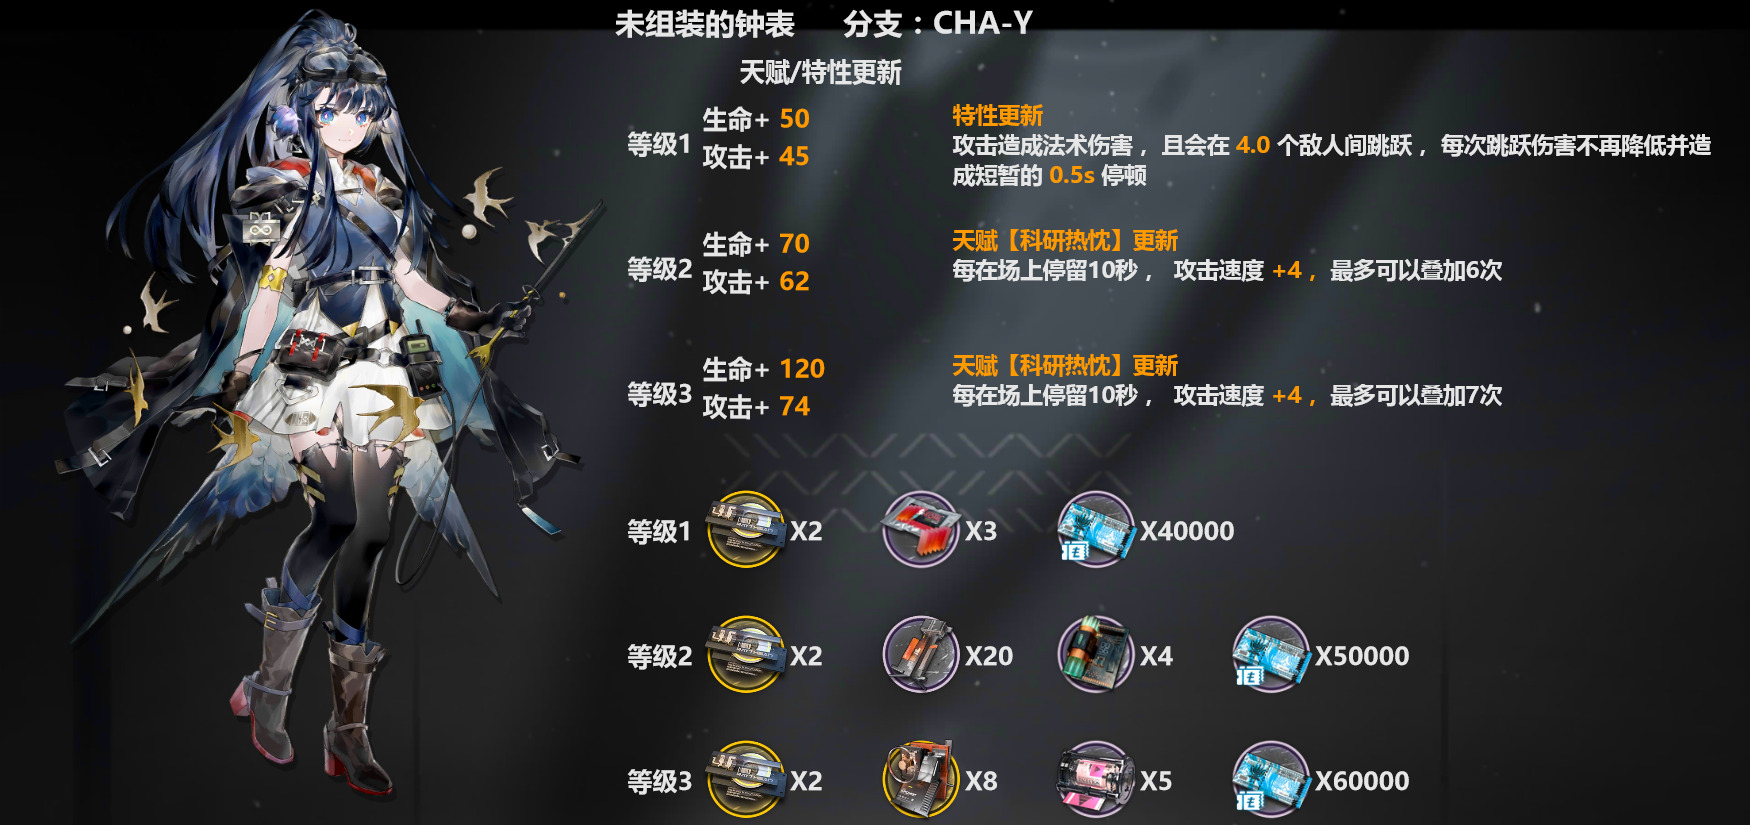 未组装的钟表 分支：CHA-Y
天赋/特性更新
等级1
生命+ 50
攻击+ 45
特性更新
攻击造成法术伤害，且会在 4.0 个敌人间跳跃，每次跳跃伤害不再降低并造
成短暂的 0.5s 停顿
等级2
生命+ 70
攻击+ 62
天赋【科研热忱】更新
每在场上停留10秒，攻击速度 +4，最多可以叠加6次
等级3
生命+ 120
攻击+ 74
天赋【科研热忱】更新
每在场上停留10秒，攻击速度 +4，最多可以叠加7次
等级1 X2 X3 X40000
等级2 X2 X20 X4 X50000
等级3 X2 X8 X5 X60000